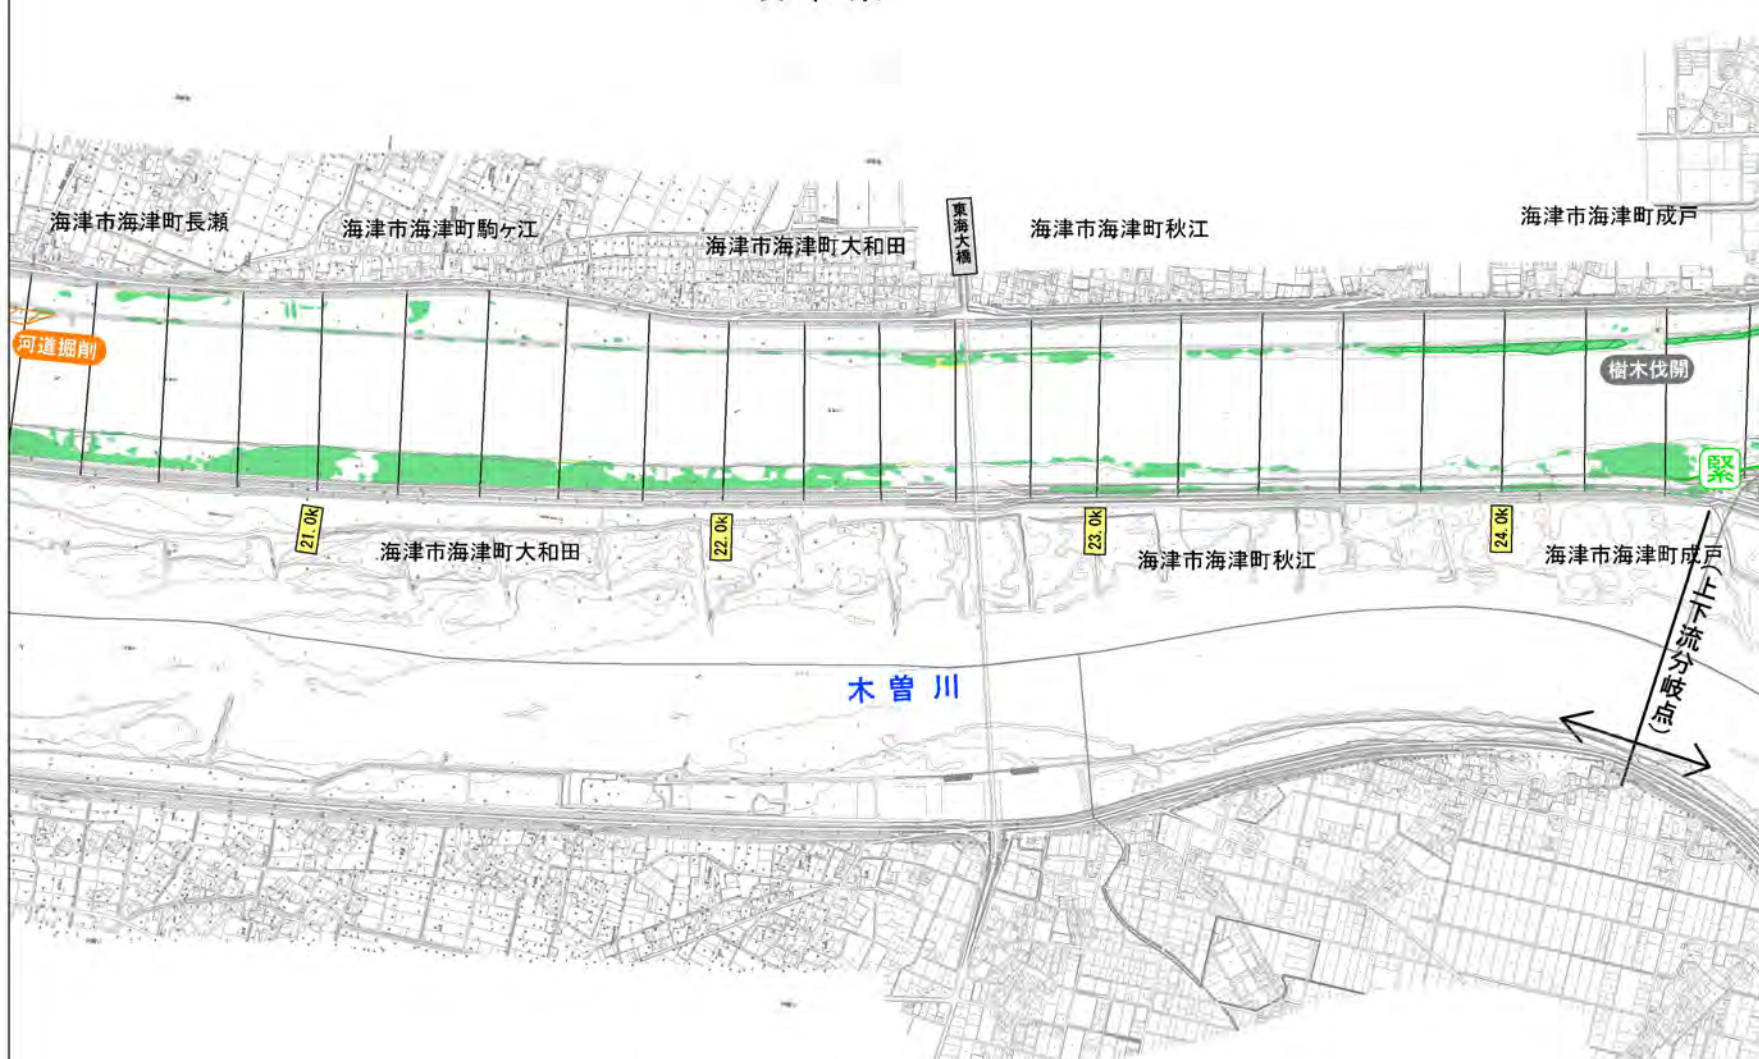 海津市海津町長瀬
海津市海津町駒ヶ江
海津市海津町大和田
東海大橋
海津市海津町秋江
海津市海津町成戸
河道掘削
樹木伐開
緊
21.0k
22.0k
23.0k
24.0k
海津市海津町大和田
海津市海津町秋江
海津市海津町成戸
(上下流分岐点)
木曽川